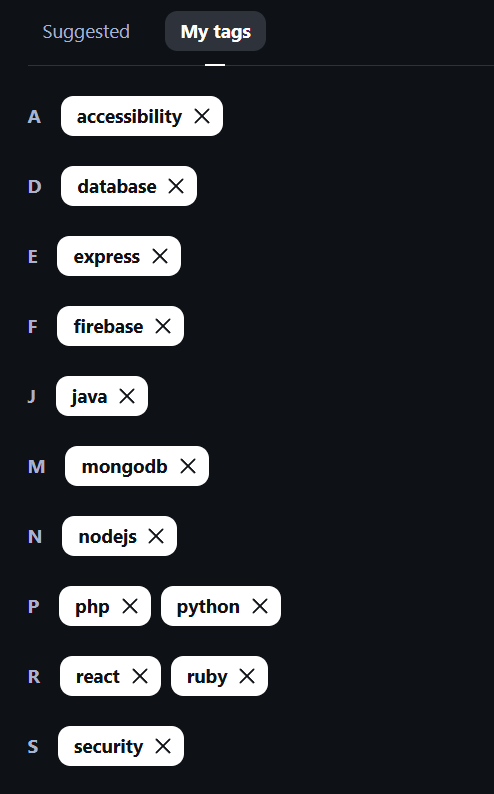 Suggested My tags
A accessibility
D database
E express
F firebase
J java
M mongodb
N nodejs
P php python
R react ruby
S security